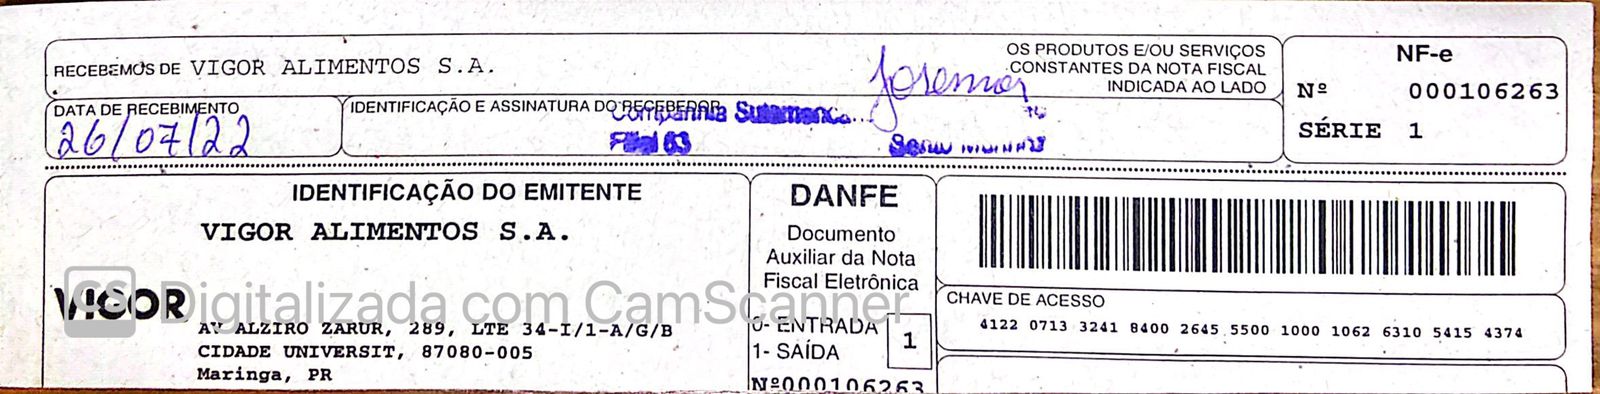 RECEBEMOS DE VIGOR ALIMENTOS S.A.
OS PRODUTOS E/OU SERVIÇOS
CONSTANTES DA NOTA FISCAL
INDICADA AO LADO
DATA DE RECEBIMENTO
26/07/22
IDENTIFICAÇÃO E ASSINATURA DO RECEBEDOR
Companhia
Filial 63
NF-e
Nº 000106263
SÉRIE 1
IDENTIFICAÇÃO DO EMITENTE
VIGOR ALIMENTOS S.A.
VIGOR
AV ALZIRO ZARUR, 289, LTE 34-I/1-A/G/B
CIDADE UNIVERSIT, 87080-005
Maringa, PR
CS Digitalizada com CamScanner
DANFE
Documento
Auxiliar da Nota
Fiscal Eletrônica
0- ENTRADA
1- SAÍDA
1
Nº000106263
CHAVE DE ACESSO
4122 0713 3241 8400 2645 5500 1000 1062 6310 5415 4374